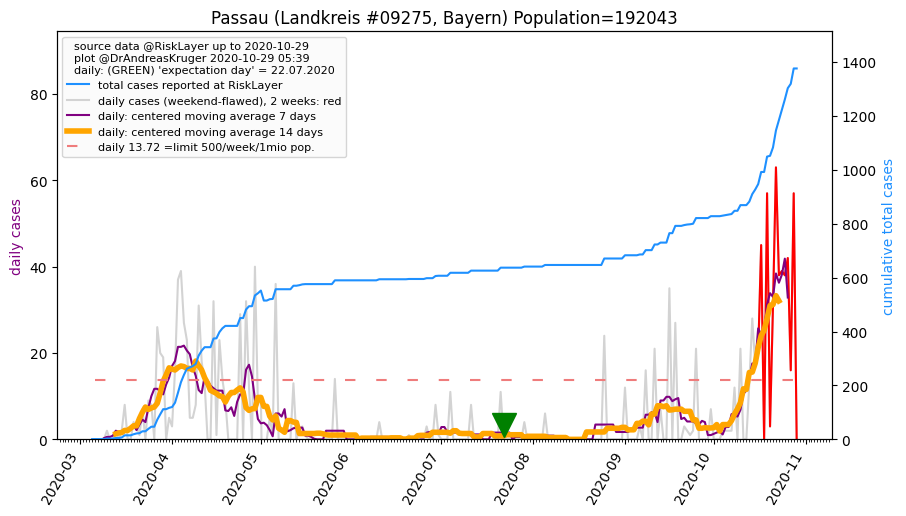 Passau (Landkreis #09275, Bayern) Population=192043
source data @RiskLayer up to 2020-10-29
plot @DrAndreasKruger 2020-10-29 05:39
daily: (GREEN) 'expectation day' = 22.07.2020
total cases reported at RiskLayer
daily cases (weekend-flawed), 2 weeks: red
daily: centered moving average 7 days
daily: centered moving average 14 days
daily 13.72 =limit 500/week/1mio pop.
daily cases
80
60
40
20
0
cumulative total cases
1400
1200
1000
800
600
400
200
0
2020-03
2020-04
2020-05
2020-06
2020-07
2020-08
2020-09
2020-10
2020-11